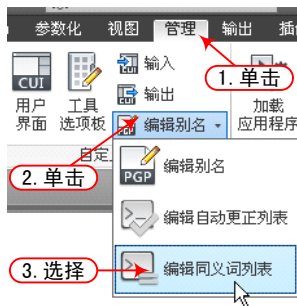 参数化 视图 管理 输出 插
1.单击
CUI
用户
界面
工具
选项板
输入
输出
编辑别名
加载
应用程序
自定
2.单击
PGP
编辑别名
编辑自动更正列表
3.选择
编辑同义词列表